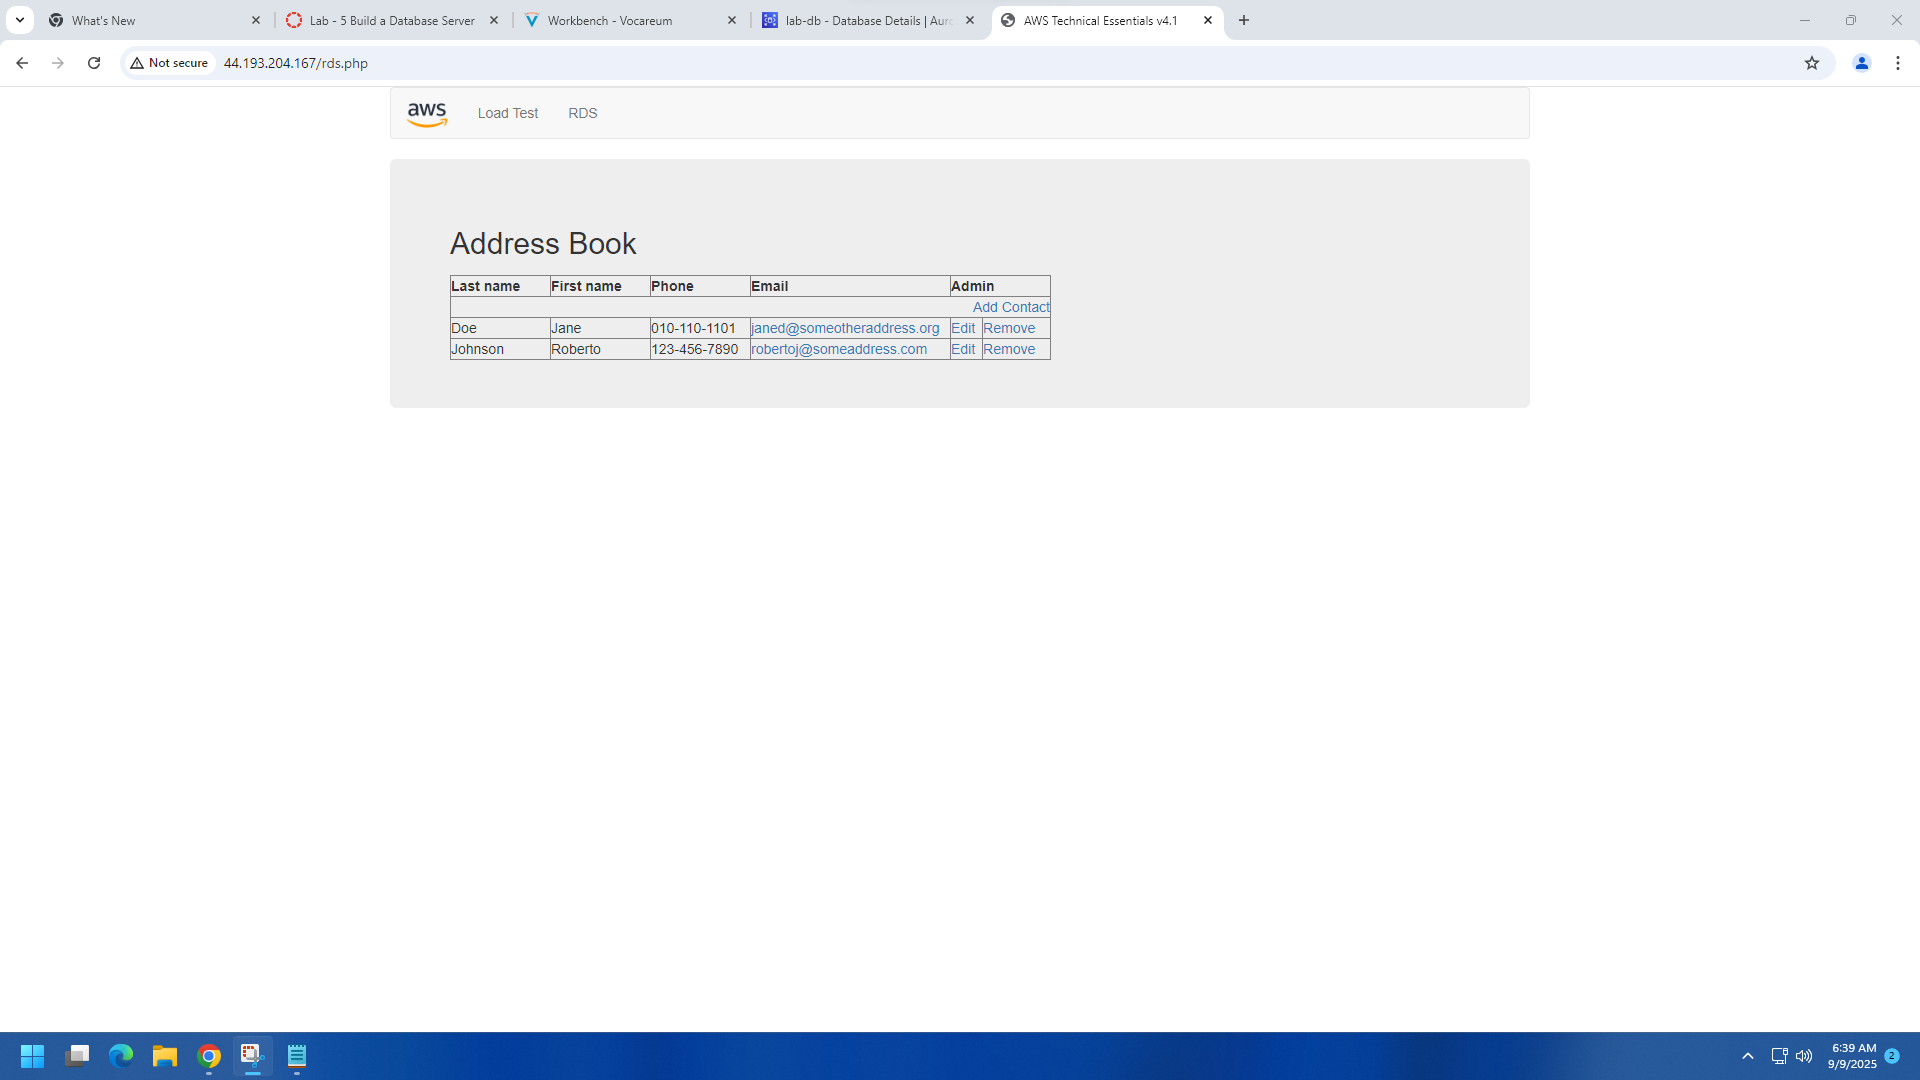 What's New
Lab - 5 Build a Database Server
Workbench - Vocareum
lab-db - Database Details | Auro
AWS Technical Essentials v4.1
Not secure
44.193.204.167/rds.php
aws
Load Test
RDS
Address Book
Last name First name Phone Email Admin
Add Contact
Doe Jane 010-110-1101 janed@someotheraddress.org Edit Remove
Johnson Roberto 123-456-7890 robertoj@someaddress.com Edit Remove
6:39 AM
9/9/2025
2